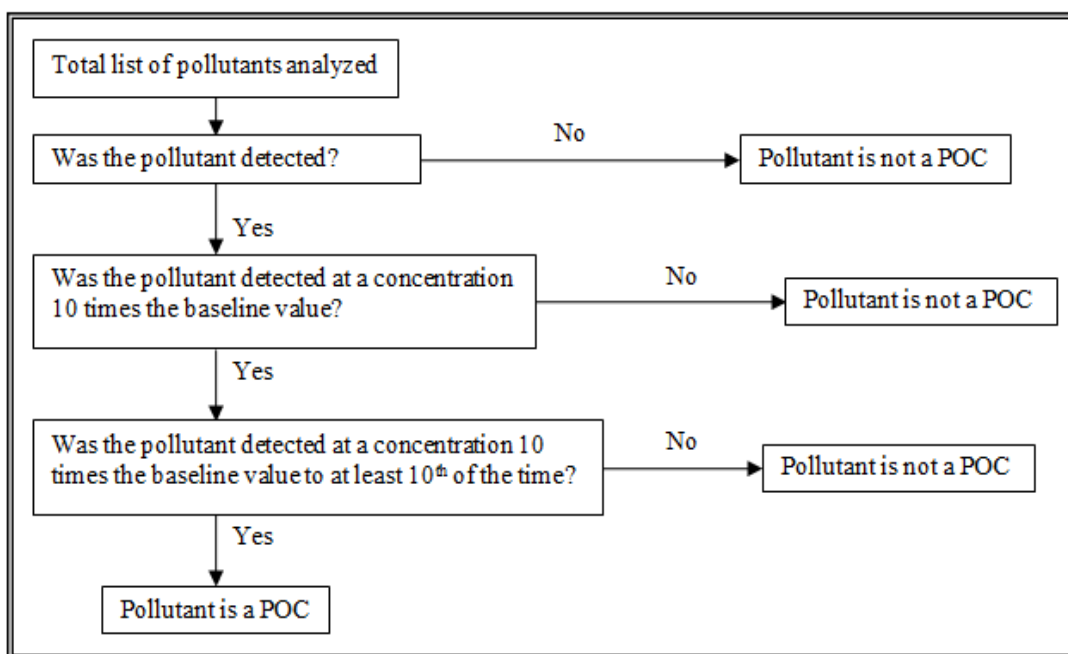 Total list of pollutants analyzed
Was the pollutant detected?
No
Pollutant is not a POC
Yes
Was the pollutant detected at a concentration
10 times the baseline value?
No
Pollutant is not a POC
Yes
Was the pollutant detected at a concentration 10
times the baseline value to at least 10th of the time?
No
Pollutant is not a POC
Yes
Pollutant is a POC